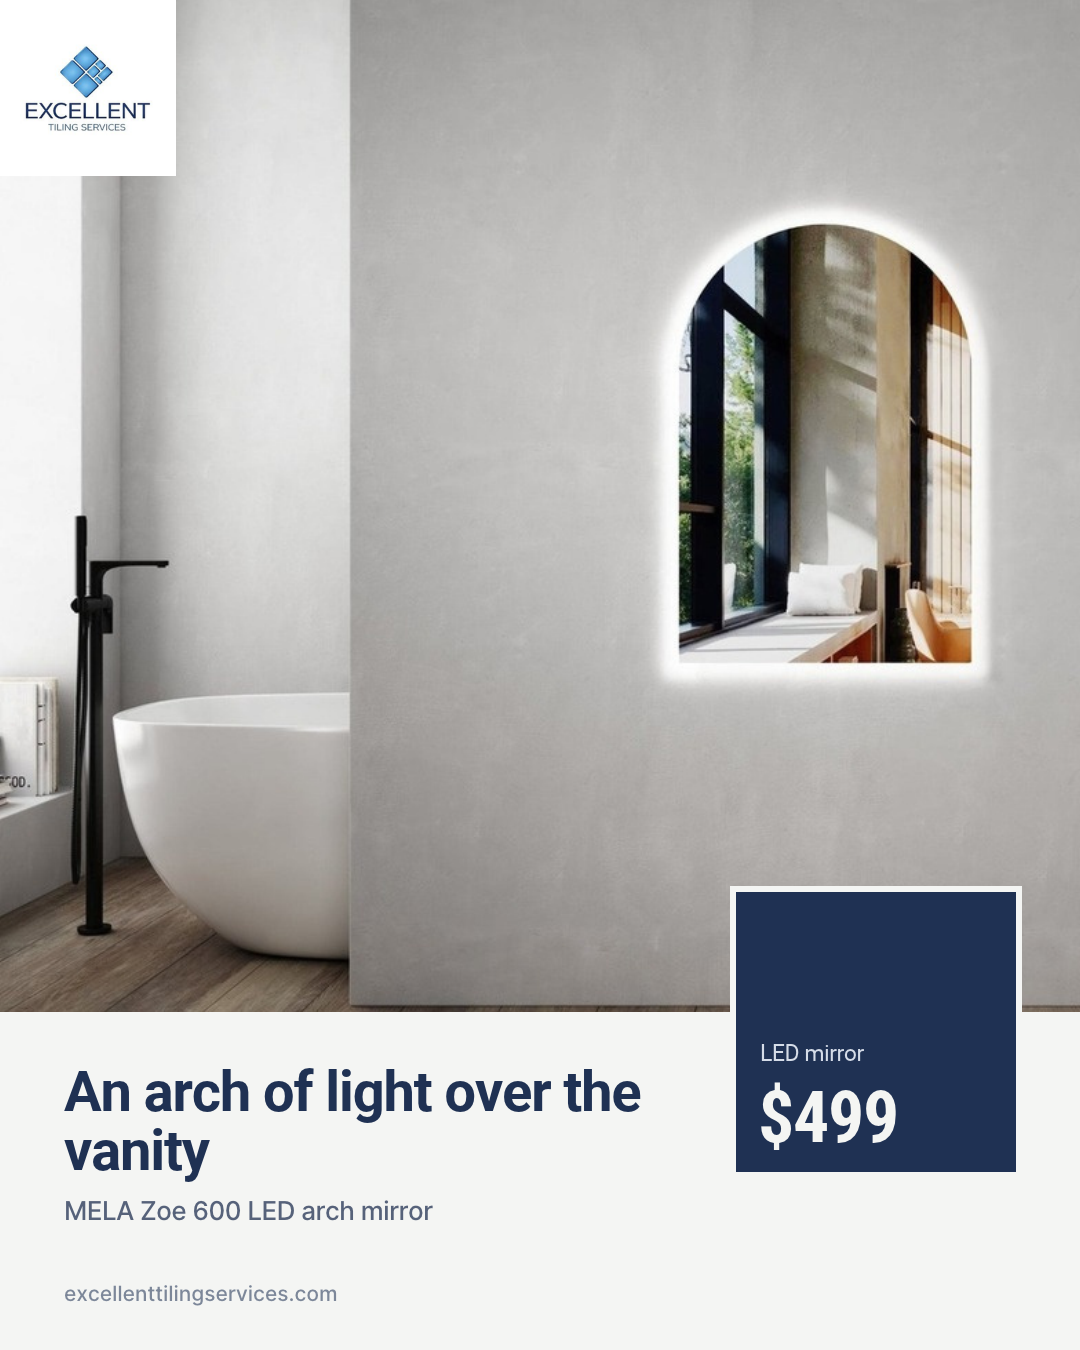 EXCELLENT
TILING SERVICES
LED mirror
$499
An arch of light over the
vanity
MELA Zoe 600 LED arch mirror
excellenttilingservices.com